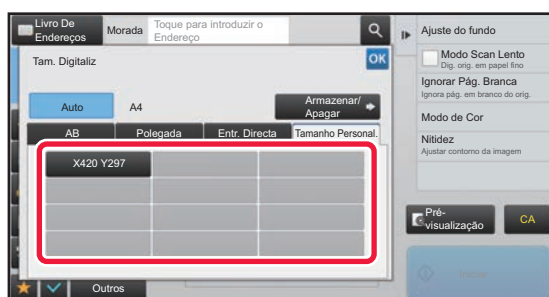 Livro De
Endereços
Morada
Toque para introduzir o
Endereço
Tam. Digitaliz
OK
Auto
A4
Armazenar/
Apagar
AB
Polegada
Entr. Directa
Tamanho Personal.
X420 Y297
Outros
Ajuste do fundo
Modo Scan Lento
Dig. orig. em papel fino
Ignorar Pág. Branca
Ignora pág. em branco do orig.
Modo de Cor
Nitidez
Ajustar contorno da imagem
Pré-
visualização
CA
Iniciar